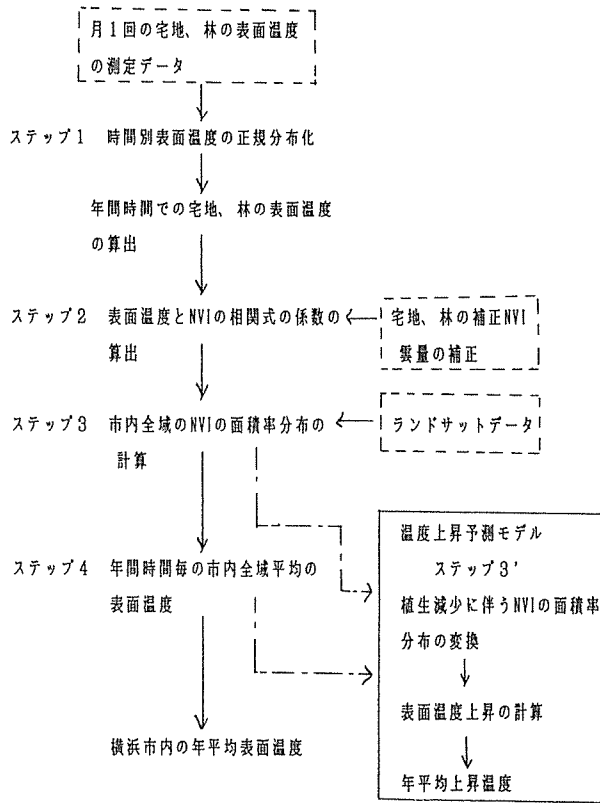 月1回の宅地、林の表面温度
の測定データ
ステップ1 時間別表面温度の正規分布化
年間時間での宅地、林の表面温度
の算出
ステップ2 表面温度とNVIの相関式の係数の
算出
宅地、林の補正NVI
雲量の補正
ステップ3 市内全域のNVIの面積率分布の
計算
ランドサットデータ
ステップ4 年間時間毎の市内全域平均の
表面温度
横浜市内の年平均表面温度
温度上昇予測モデル
ステップ3'
植生減少に伴うNVIの面積率
分布の変換
表面温度上昇の計算
年平均上昇温度